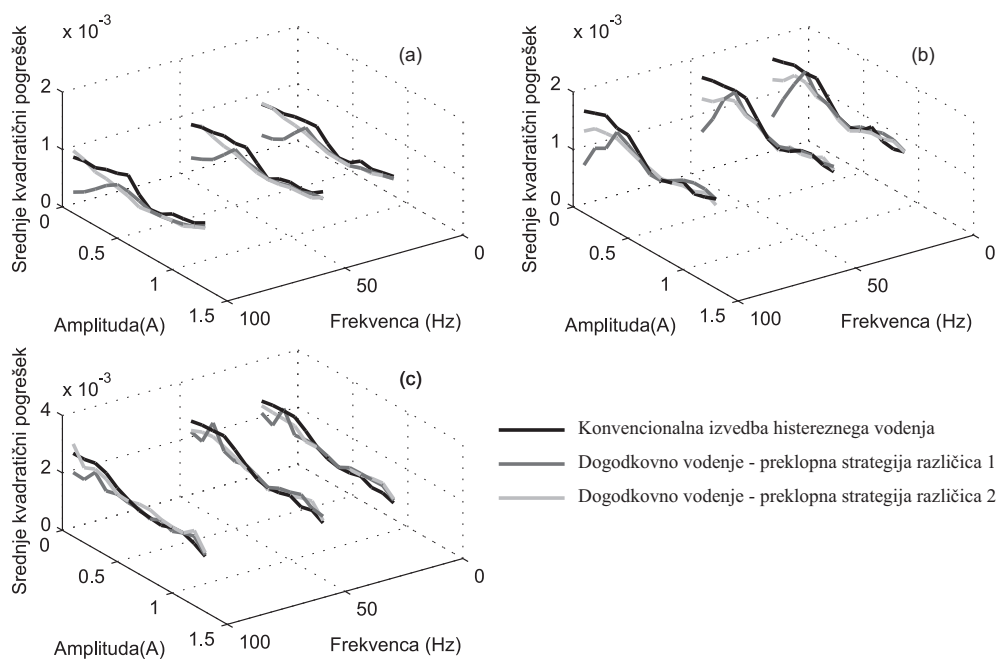 x 10-3
(a)
Srednje kvadratični pogrešek
2
1
0
0
0.5
1
1.5
Amplituda(A)
100
50
0
Frekvenca (Hz)
x 10-3
(b)
Srednje kvadratični pogrešek
2
1
0
0
0.5
1
1.5
Amplituda(A)
100
50
0
Frekvenca (Hz)
x 10-3
(c)
Srednje kvadratični pogrešek
4
2
0
0
0.5
1
1.5
Amplituda(A)
100
50
0
Frekvenca (Hz)
Konvencionalna izvedba histereznega vodenja
Dogodkovno vodenje - preklopna strategija različica 1
Dogodkovno vodenje - preklopna strategija različica 2